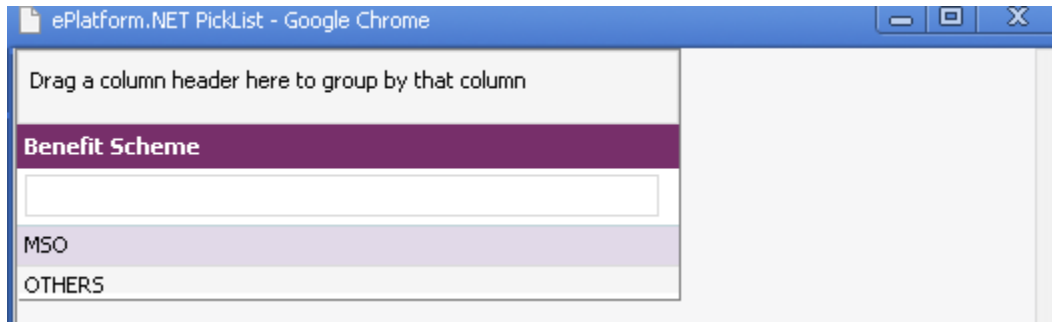 ePlatform.NET PickList - Google Chrome
Drag a column header here to group by that column
Benefit Scheme
MSO
OTHERS